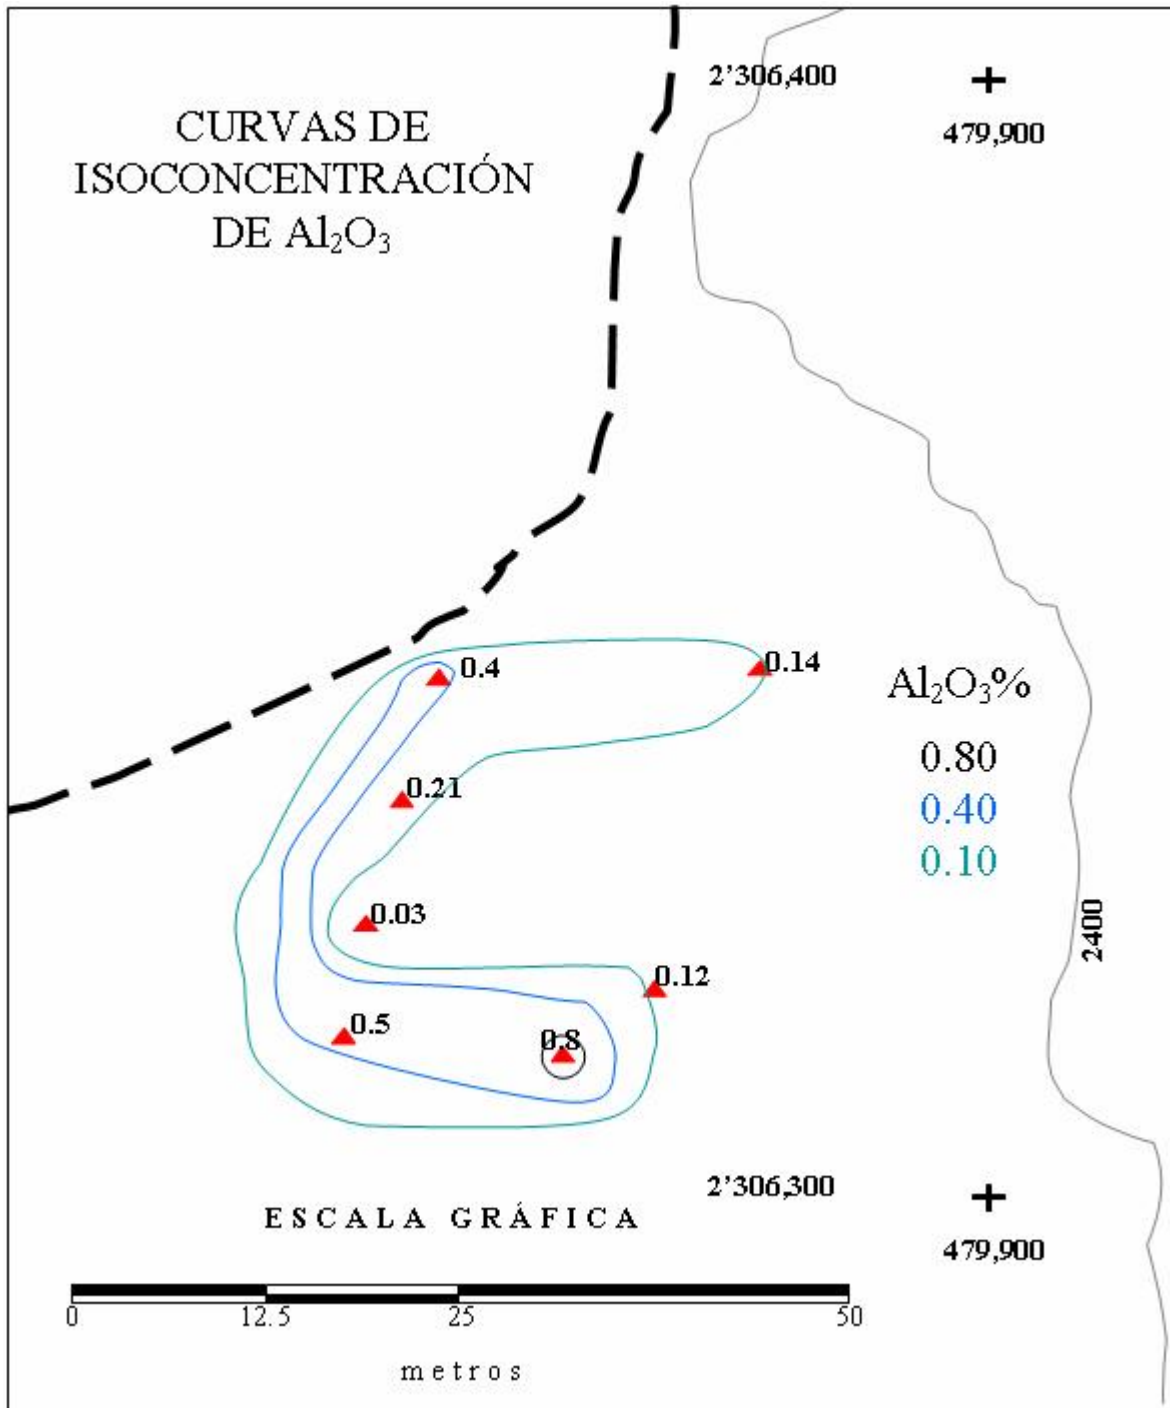 2’306,400
479,900
CURVAS DE
ISOCONCENTRACIÓN
DE Al₂O₃
0.4
0.14
Al₂O₃%
0.80
0.21
0.40
0.10
0.03
2400
0.12
0.5
0.8
2’306,300
479,900
ESCALA GRÁFICA
0 12.5 25 50
metros